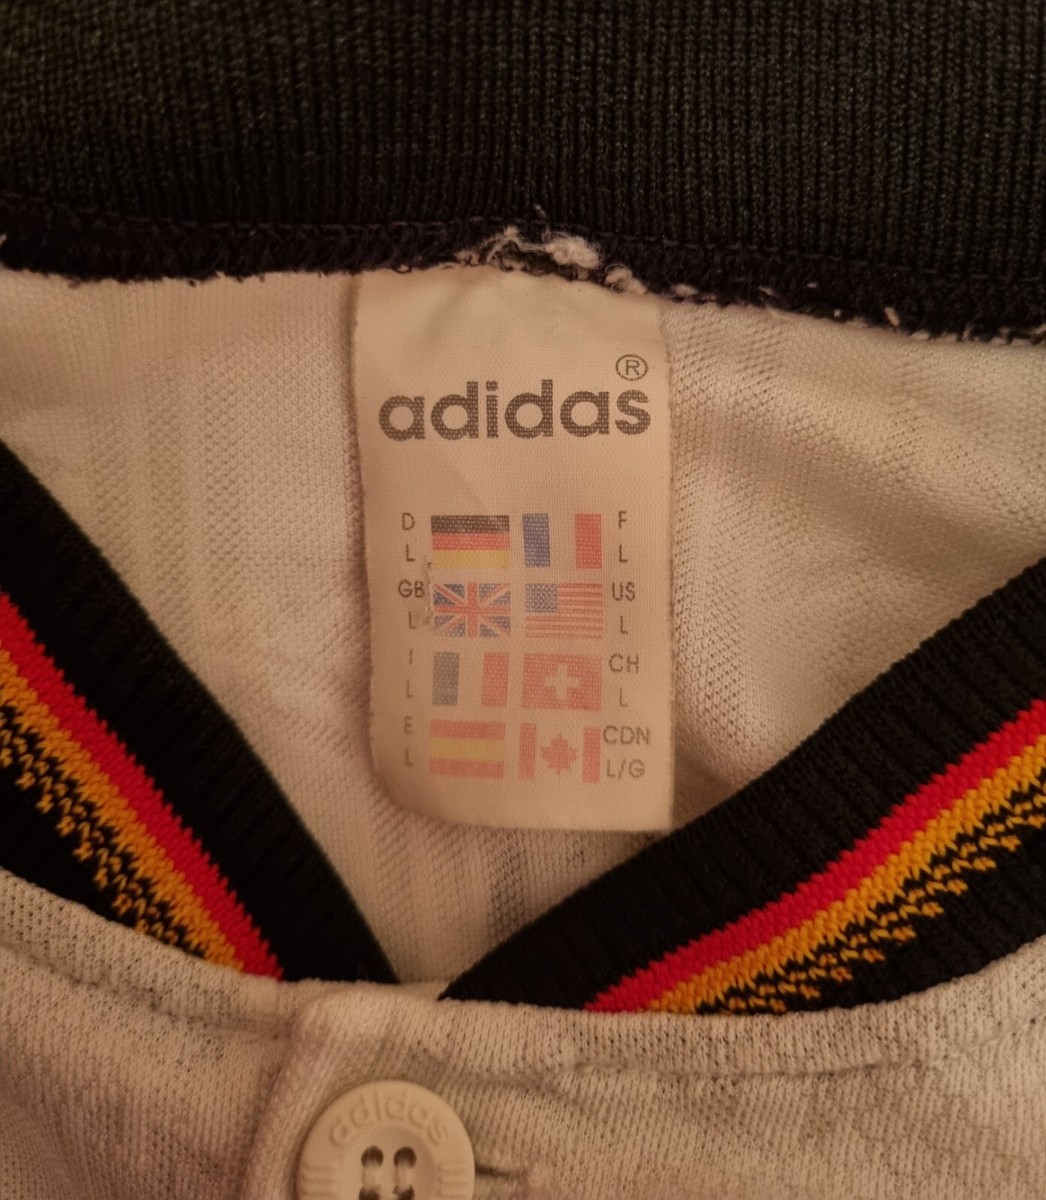 ®
adidas
D F
L L
GB US
L L
I CH
L L
E CDN
L L/G
adidas